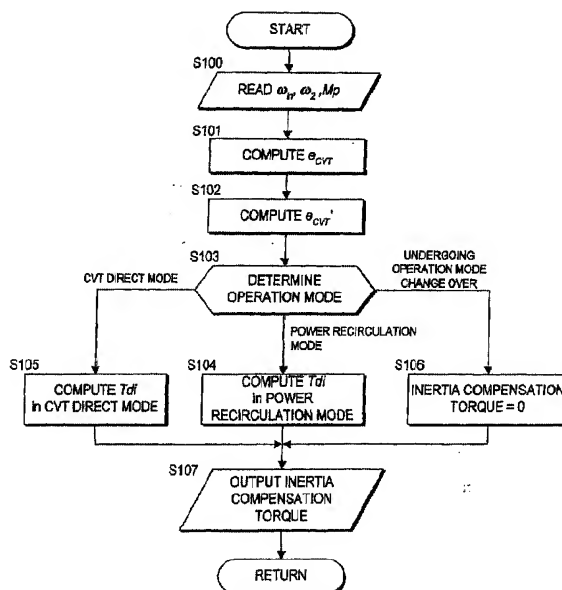 START
S100
READ ωin, ω2 ,Mp
S101
COMPUTE eCVT
S102
COMPUTE eCVT'
S103
DETERMINE
OPERATION MODE
CVT DIRECT MODE
UNDERGOING
OPERATION MODE
CHANGE OVER
POWER RECIRCULATION
MODE
S105
COMPUTE Tdi
in CVT DIRECT MODE
S104
COMPUTE Tdi
in POWER
RECIRCULATION MODE
S106
INERTIA COMPENSATION
TORQUE = 0
S107
OUTPUT INERTIA
COMPENSATION
TORQUE
RETURN